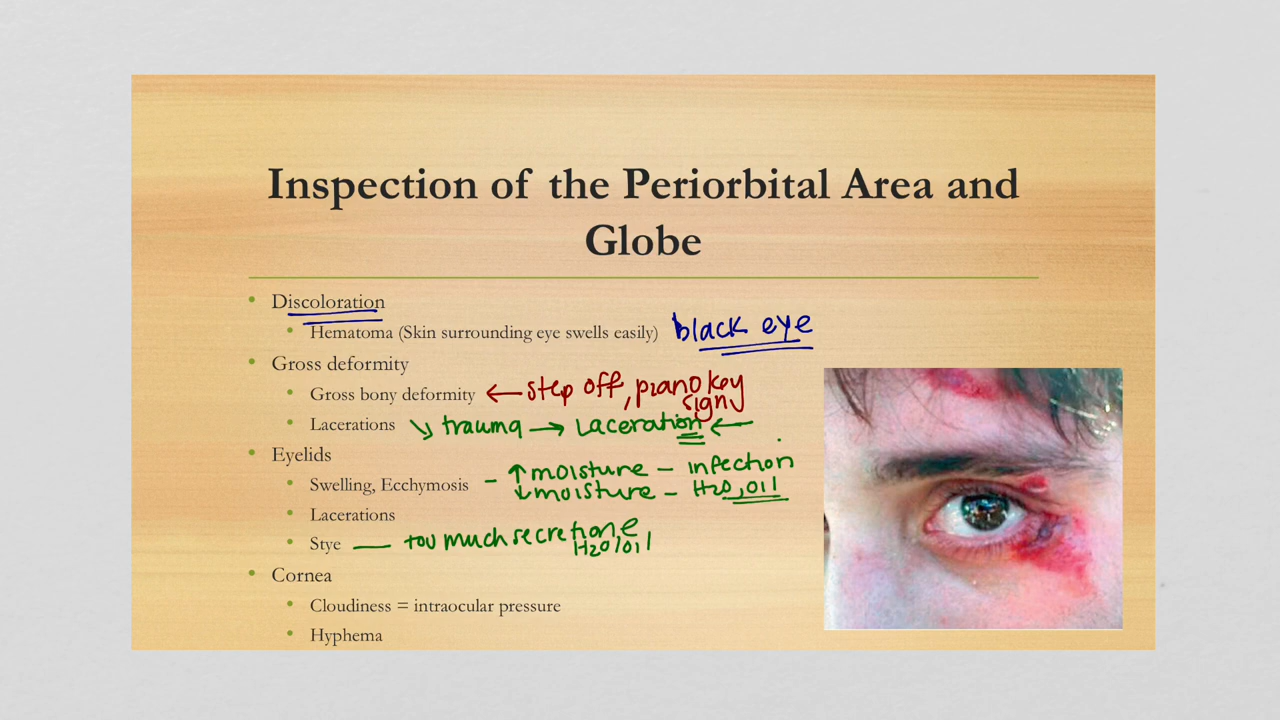 Inspection of the Periorbital Area and
Globe
• Discoloration
• Hematoma (Skin surrounding eye swells easily) black eye
• Gross deformity
• Gross bony deformity ← step off, piano key
sign
• Lacerations ↘ trauma → Laceration ←
• Eyelids
• Swelling, Ecchymosis - ↑ moisture - infection
↓ moisture - H20, oil
• Lacerations
• Stye — too much secretion
H20/oil
• Cornea
• Cloudiness = intraocular pressure
• Hyphema